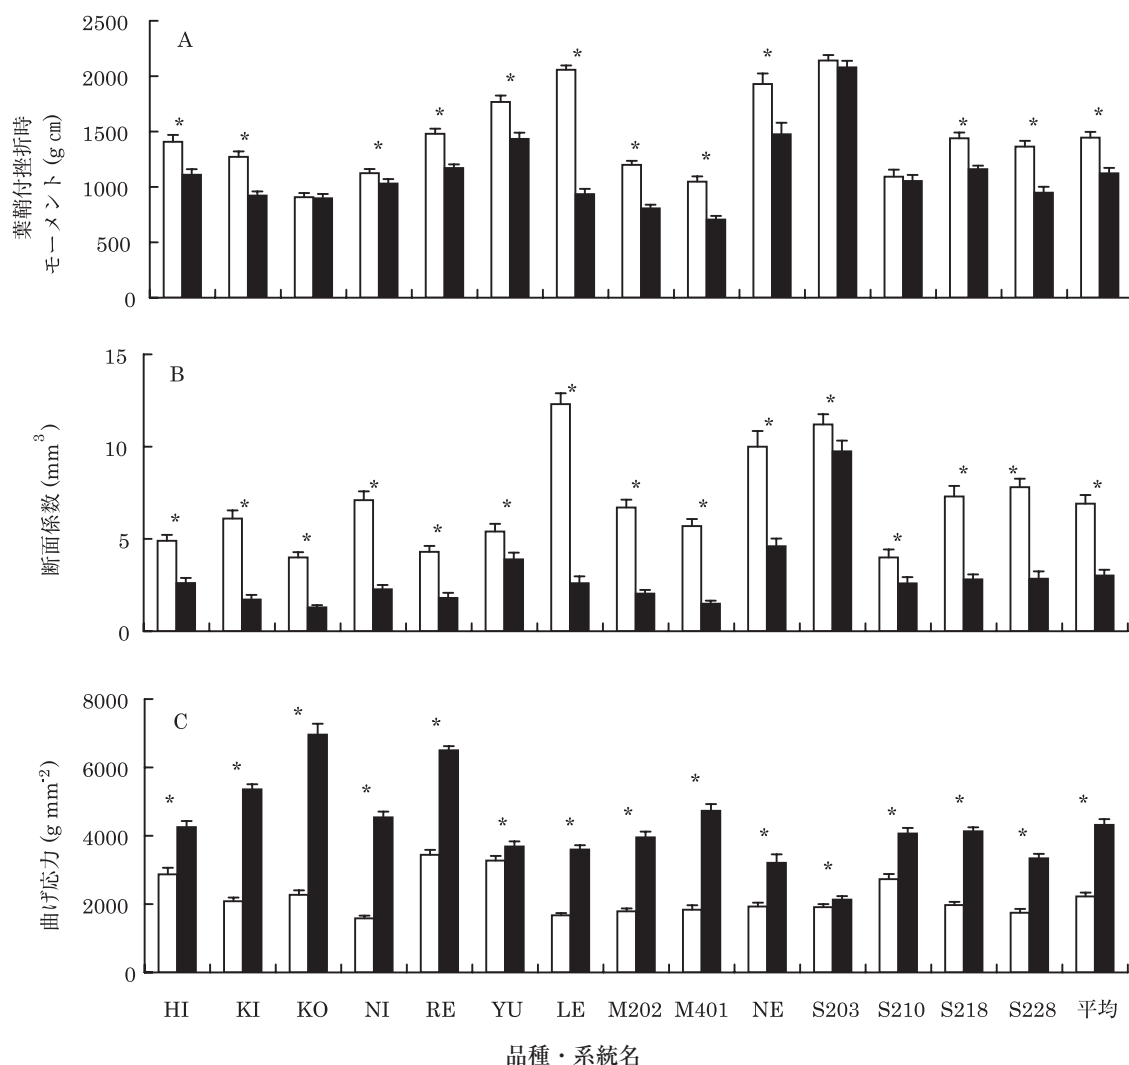 A
2500
2000
1500
1000
500
0
葉鞘付挫折時
モーメント(g cm)
* * * * * * * * * * * *
B
15
10
5
0
断面係数(mm³)
* * * * * * * * * * * * * * *
C
8000
6000
4000
2000
0
曲げ応力(g mm⁻²)
* * * * * * * * * * * * * * *
HI KI KO NI RE YU LE M202 M401 NE S203 S210 S218 S228 平均
品種・系統名